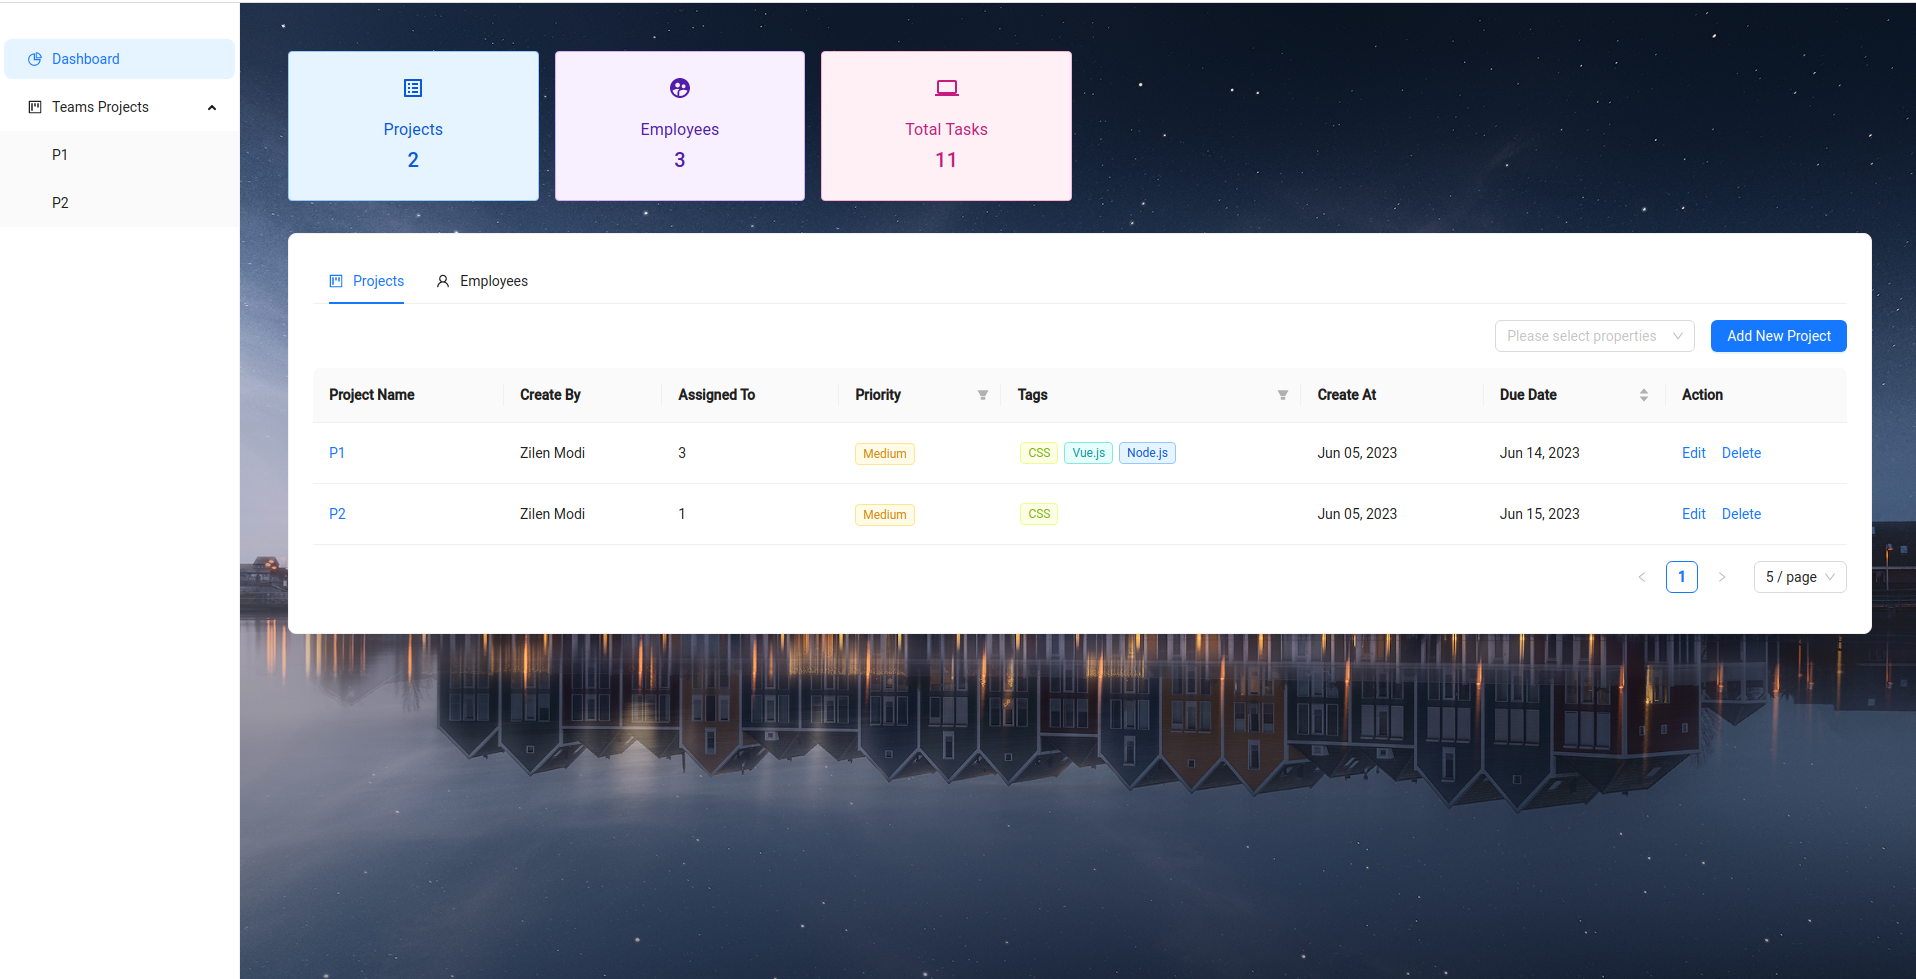 Dashboard
Teams Projects
P1
P2
Projects
2
Employees
3
Total Tasks
11
Projects Employees
Please select properties Add New Project
Project Name Create By Assigned To Priority Tags Create At Due Date Action
P1 Zilen Modi 3 Medium CSS Vue.js Node.js Jun 05, 2023 Jun 14, 2023 Edit Delete
P2 Zilen Modi 1 Medium CSS Jun 05, 2023 Jun 15, 2023 Edit Delete
1 5 / page